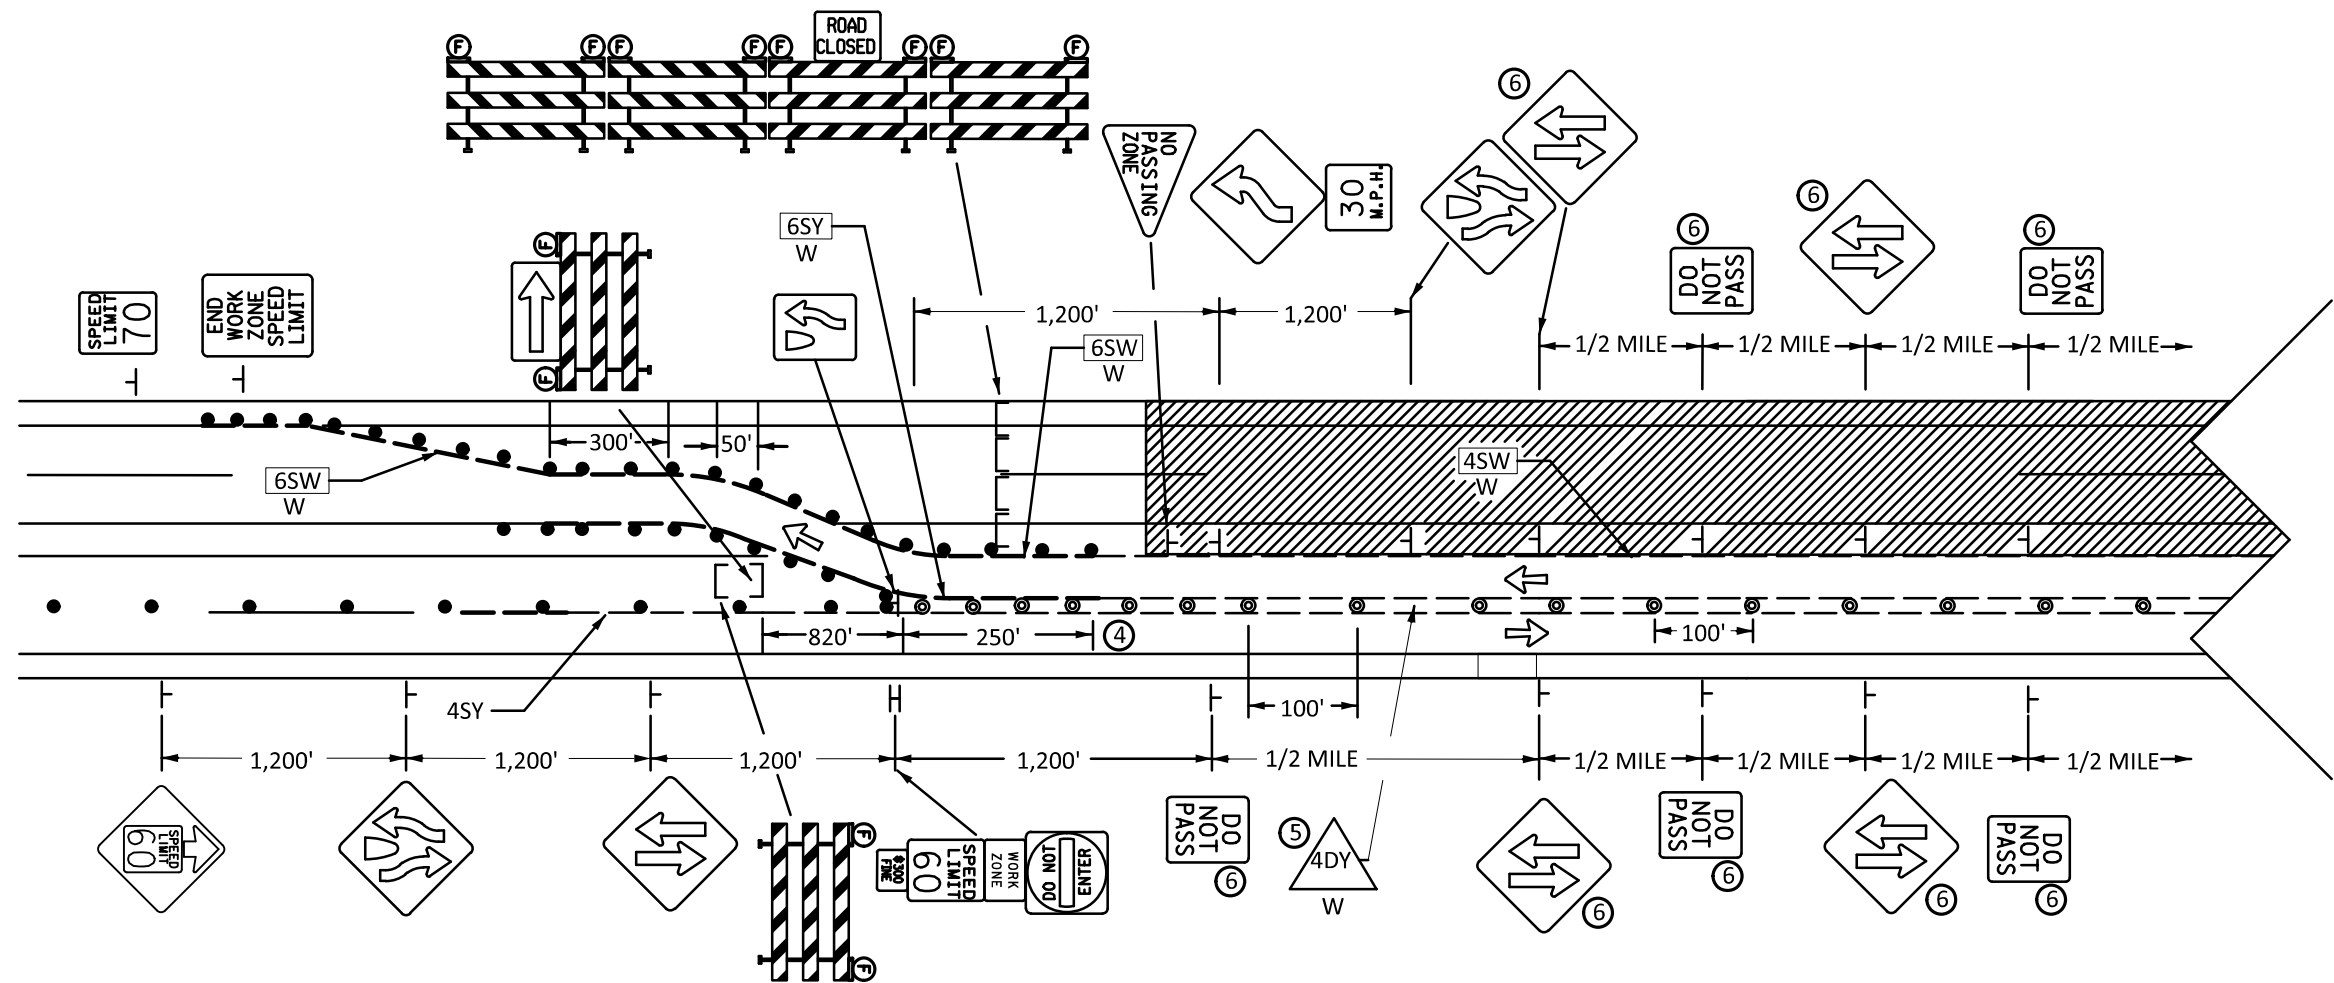 ROAD
CLOSED
F
F
F
F
F
F
F
F
NO
PASSING
ZONE
30
M.P.H.
6
6
DO
NOT
PASS
6
6
DO
NOT
PASS
6SY
W
SPEED
LIMIT
70
END
WORK
ZONE
SPEED
LIMIT
F
F
1,200'
1,200'
6SW
W
1/2 MILE
1/2 MILE
1/2 MILE
1/2 MILE
300'
50'
6SW
W
4SW
W
820'
250'
4
100'
4SY
100'
1,200'
1,200'
1,200'
1,200'
1/2 MILE
1/2 MILE
1/2 MILE
1/2 MILE
1/2 MILE
SPEED
LIMIT
60
F
F
$300
FINE
SPEED
LIMIT
60
WORK
ZONE
DO NOT
ENTER
DO
NOT
PASS
6
5
4DY
W
6
DO
NOT
PASS
6
6
DO
NOT
PASS
6